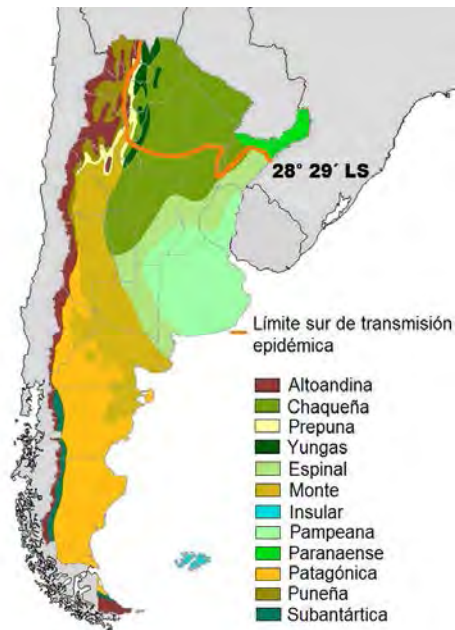 28° 29´ LS
Límite sur de transmisión
epidémica
Altoandina
Chaqueña
Prepuna
Yungas
Espinal
Monte
Insular
Pampeana
Paranaense
Patagónica
Puneña
Subantártica